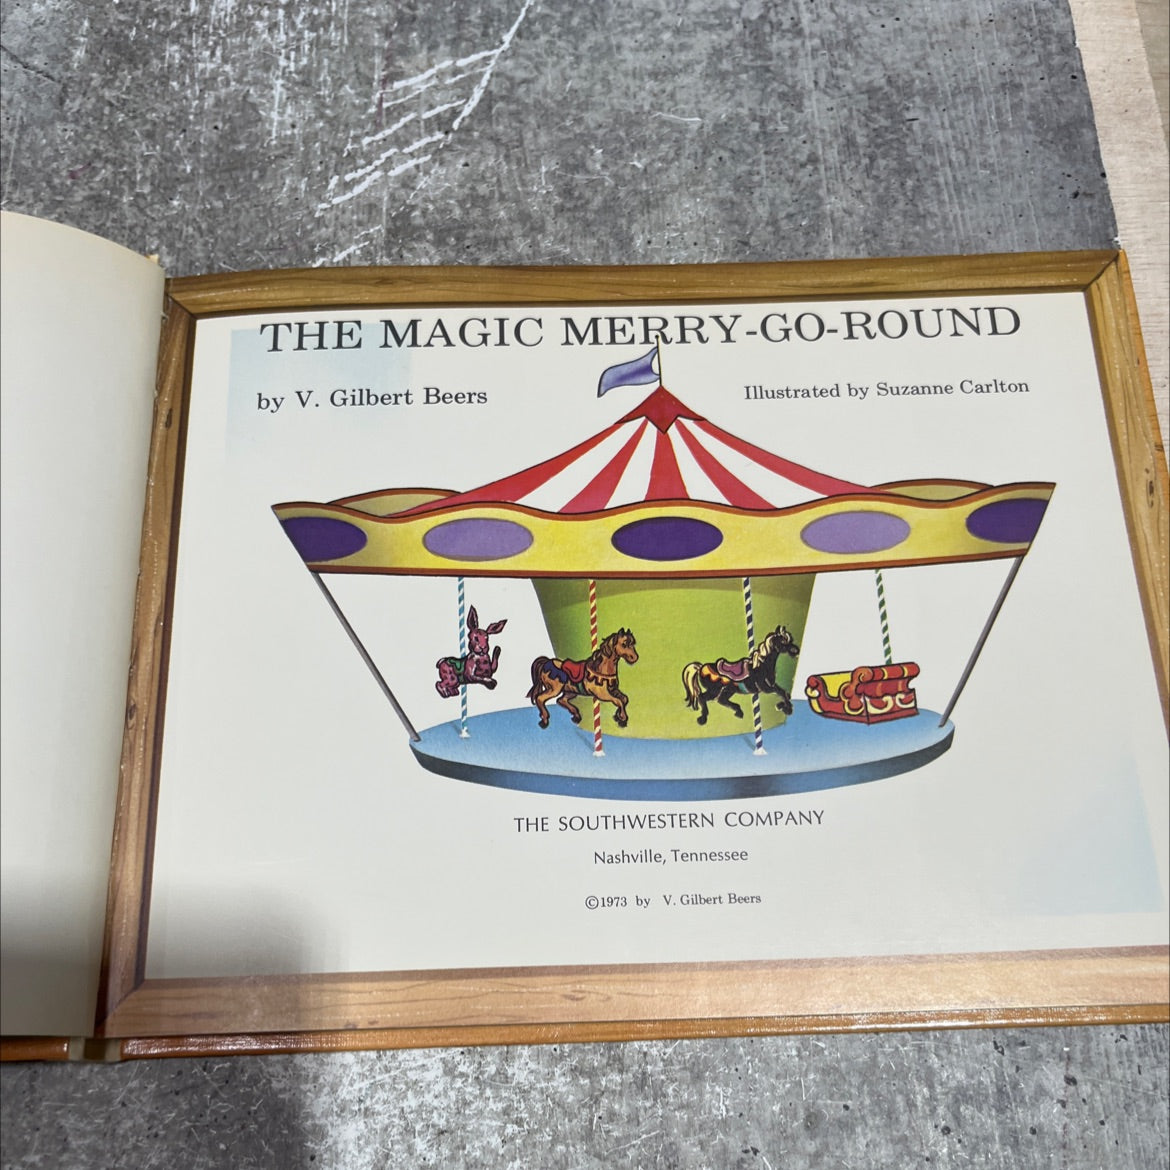 THE MAGIC MERRY-GO-ROUND
by V. Gilbert Beers
Illustrated by Suzanne Carlton
THE SOUTHWESTERN COMPANY
Nashville, Tennessee
©1973 by V. Gilbert Beers